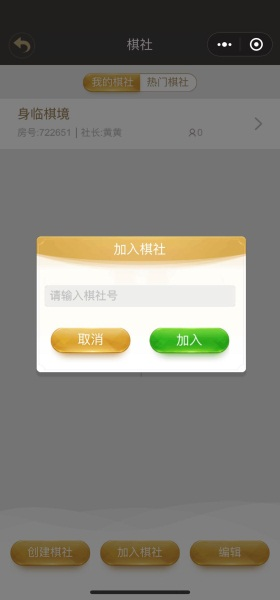 棋社
我的棋社 热门棋社
身临棋境
房号:722651 | 社长:黄黄 0
加入棋社
请输入棋社号
取消 加入
创建棋社 加入棋社 编辑